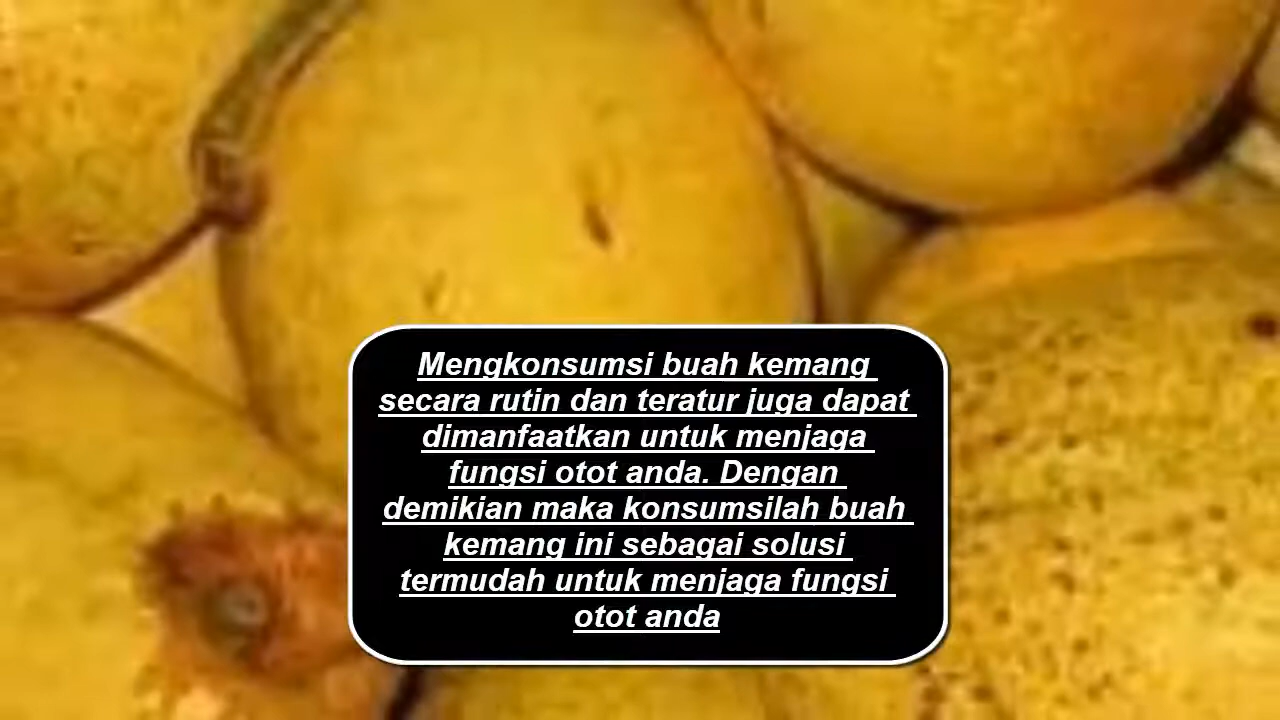 Mengkonsumsi buah kemang
secara rutin dan teratur juga dapat
dimanfaatkan untuk menjaga
fungsi otot anda. Dengan
demikian maka konsumsilah buah
kemang ini sebagai solusi
termudah untuk menjaga fungsi
otot anda